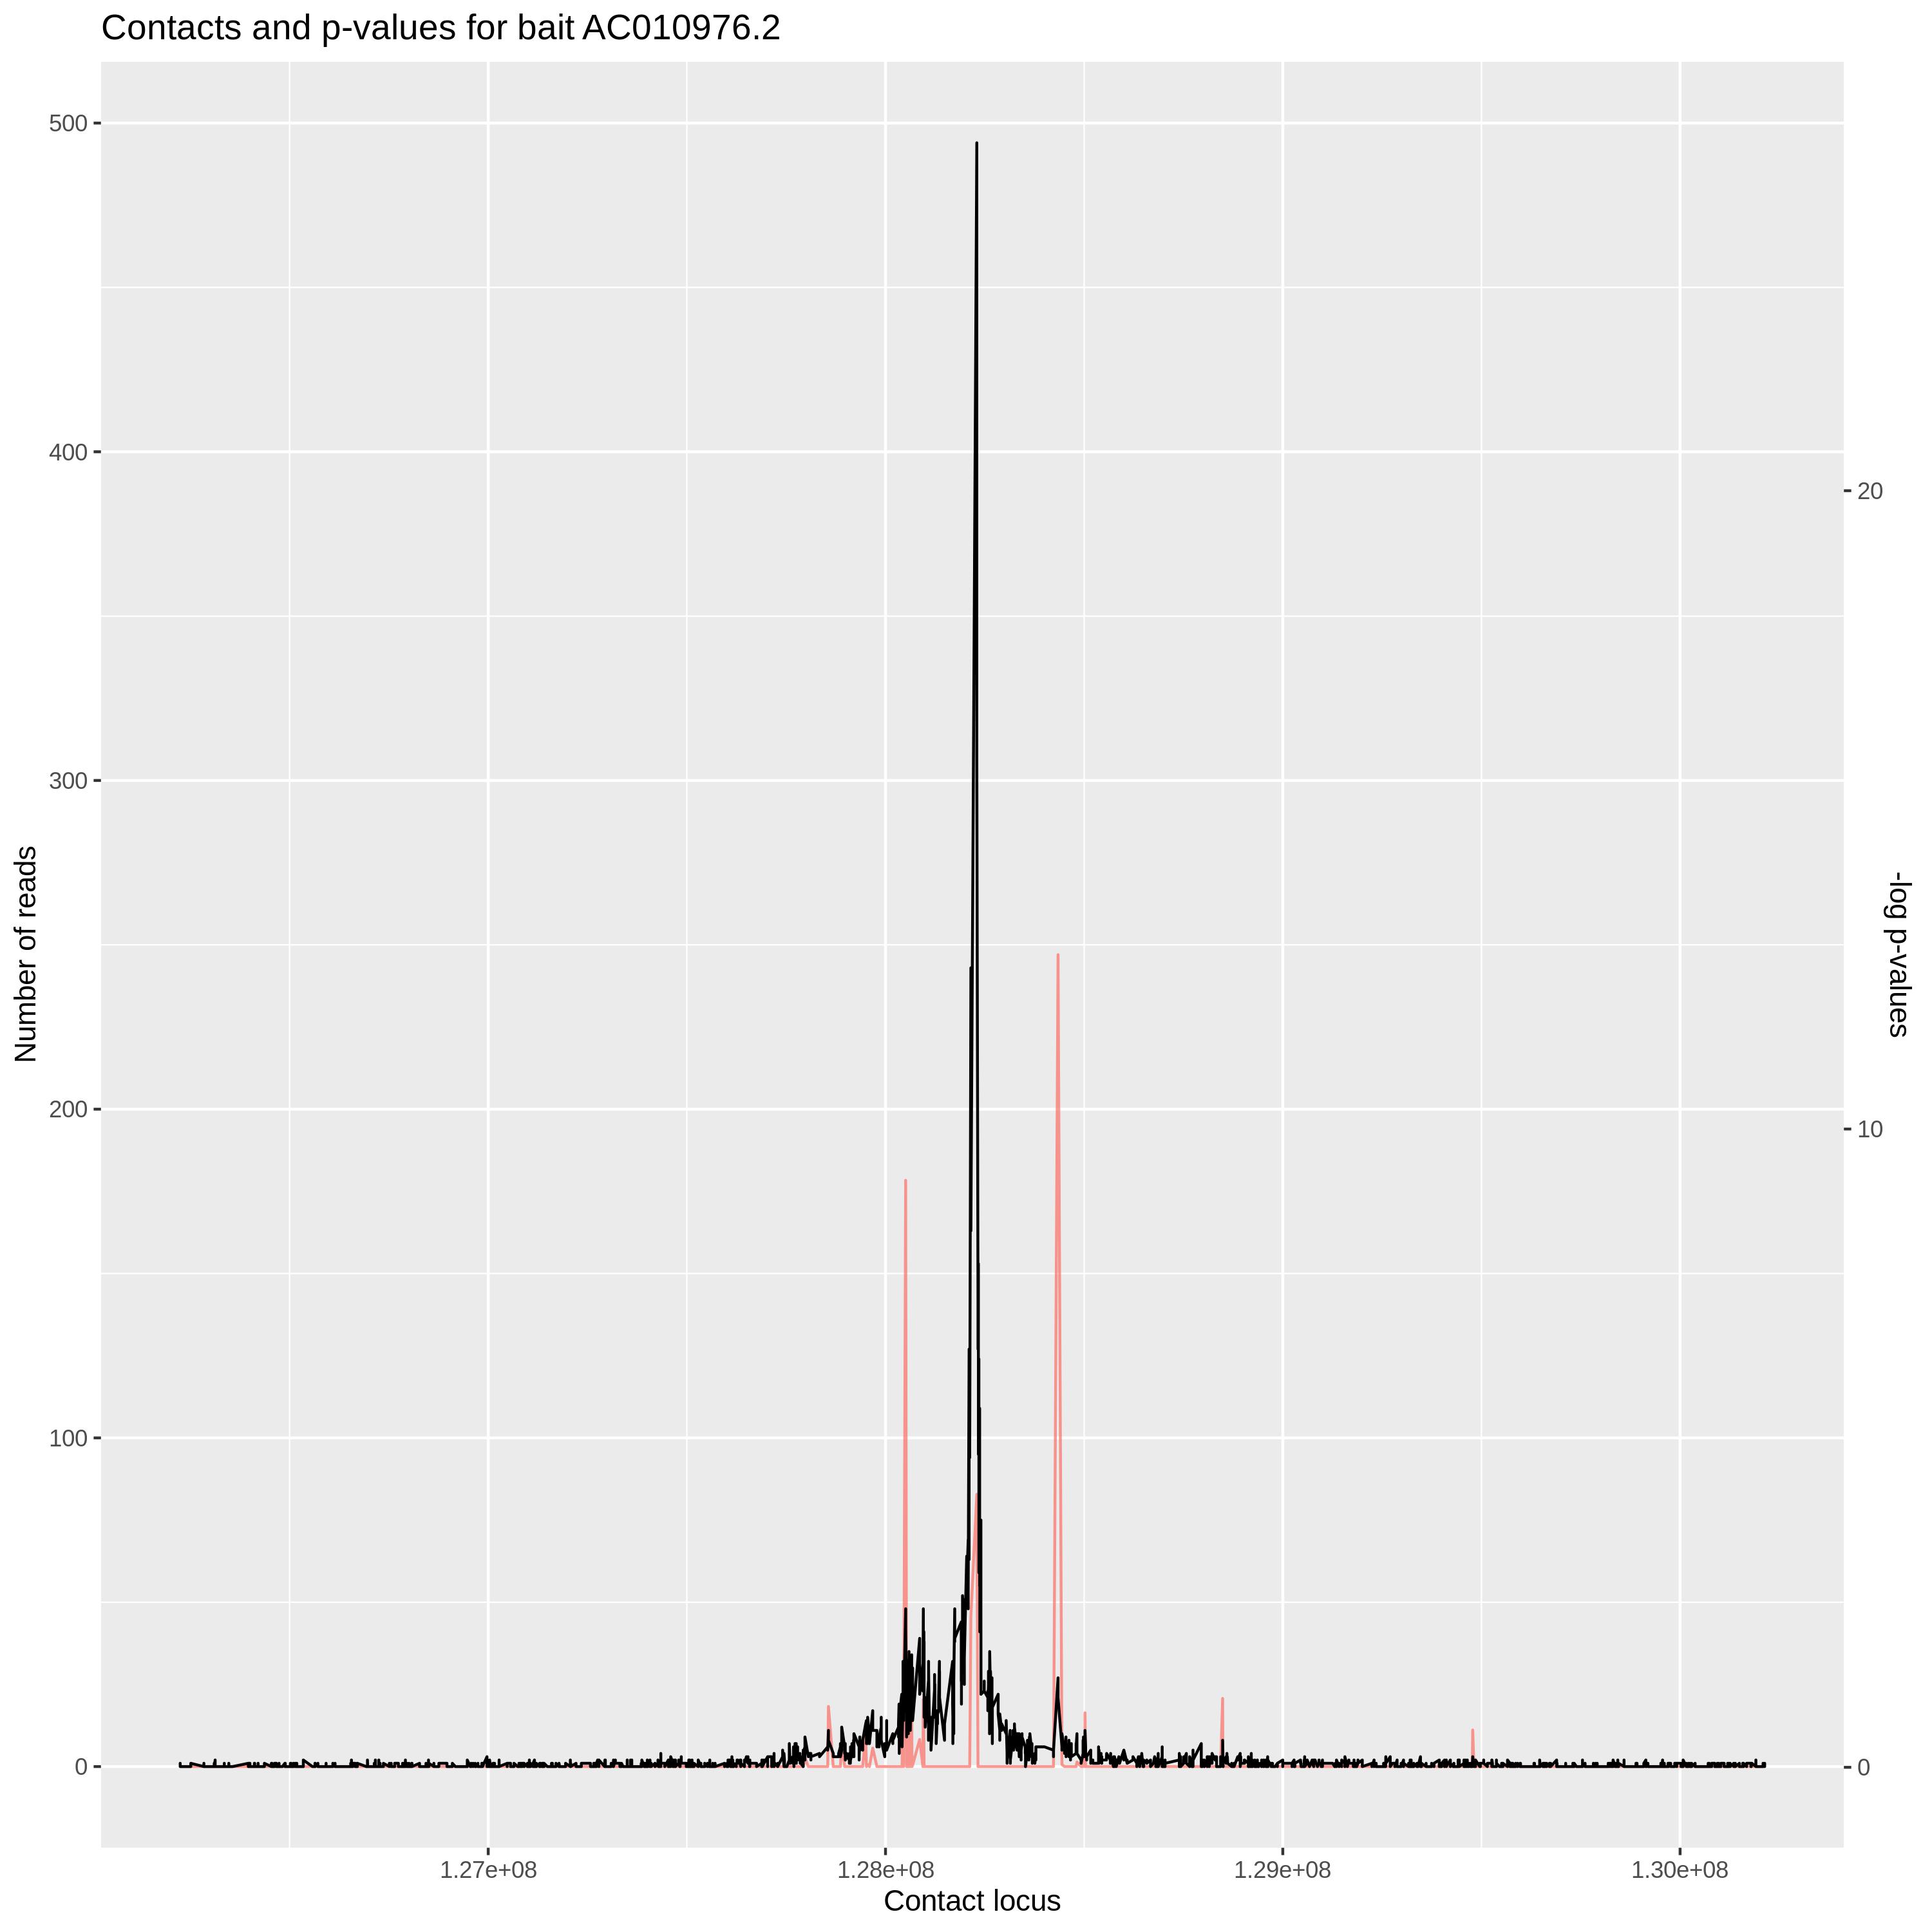 Contacts and p-values for bait AC010976.2
500
400
300
200
100
0
Number of reads
20
10
0
-log p-values
1.27e+08
1.28e+08
1.29e+08
1.30e+08
Contact locus